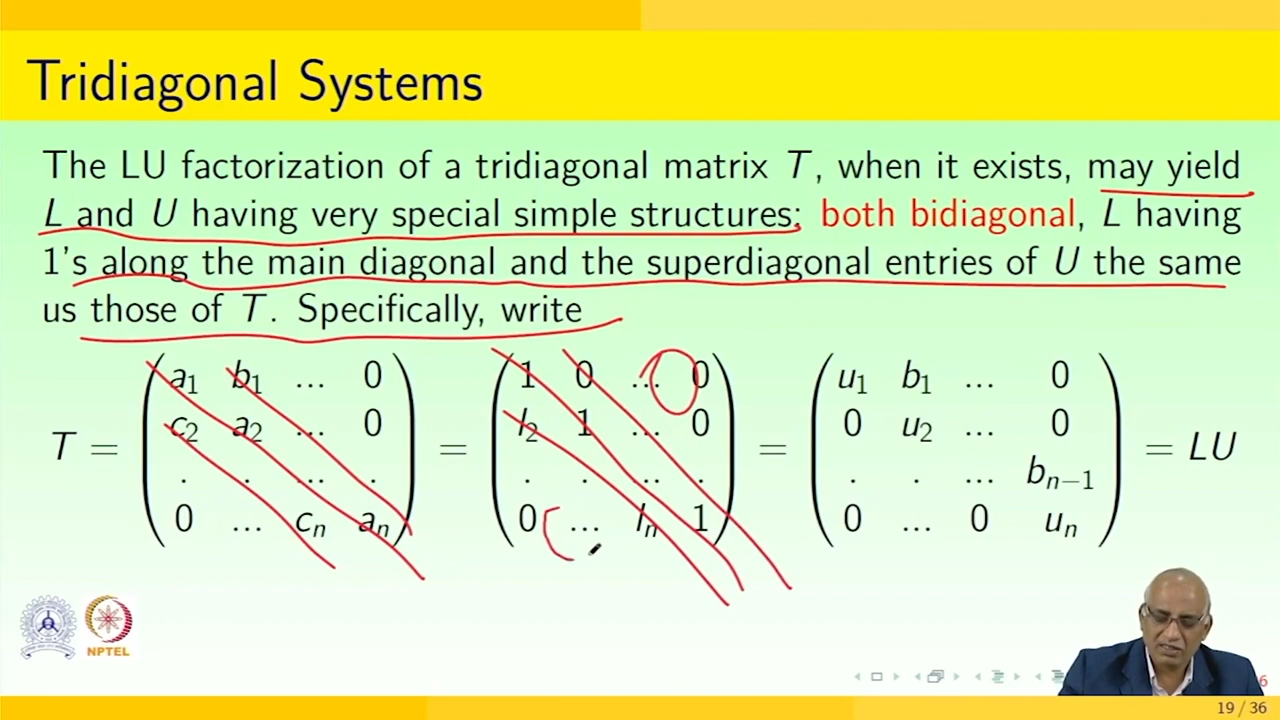 Tridiagonal Systems
The LU factorization of a tridiagonal matrix T, when it exists, may yield
L and U having very special simple structures; both bidiagonal, L having
1's along the main diagonal and the superdiagonal entries of U the same
us those of T. Specifically, write
T = ( a₁ b₁ ... 0 ) = ( 1 0 ... 0 ) = ( u₁ b₁ ... 0 ) = LU
( c₂ a₂ ... 0 ) ( l₂ 1 ... 0 ) ( 0 u₂ ... 0 )
( . . ... . ) ( . . ... . ) ( . . ... bₙ₋₁ )
( 0 ... cₙ aₙ ) ( 0 ... lₙ 1 ) ( 0 ... 0 uₙ )
NPTEL
6
19 / 36